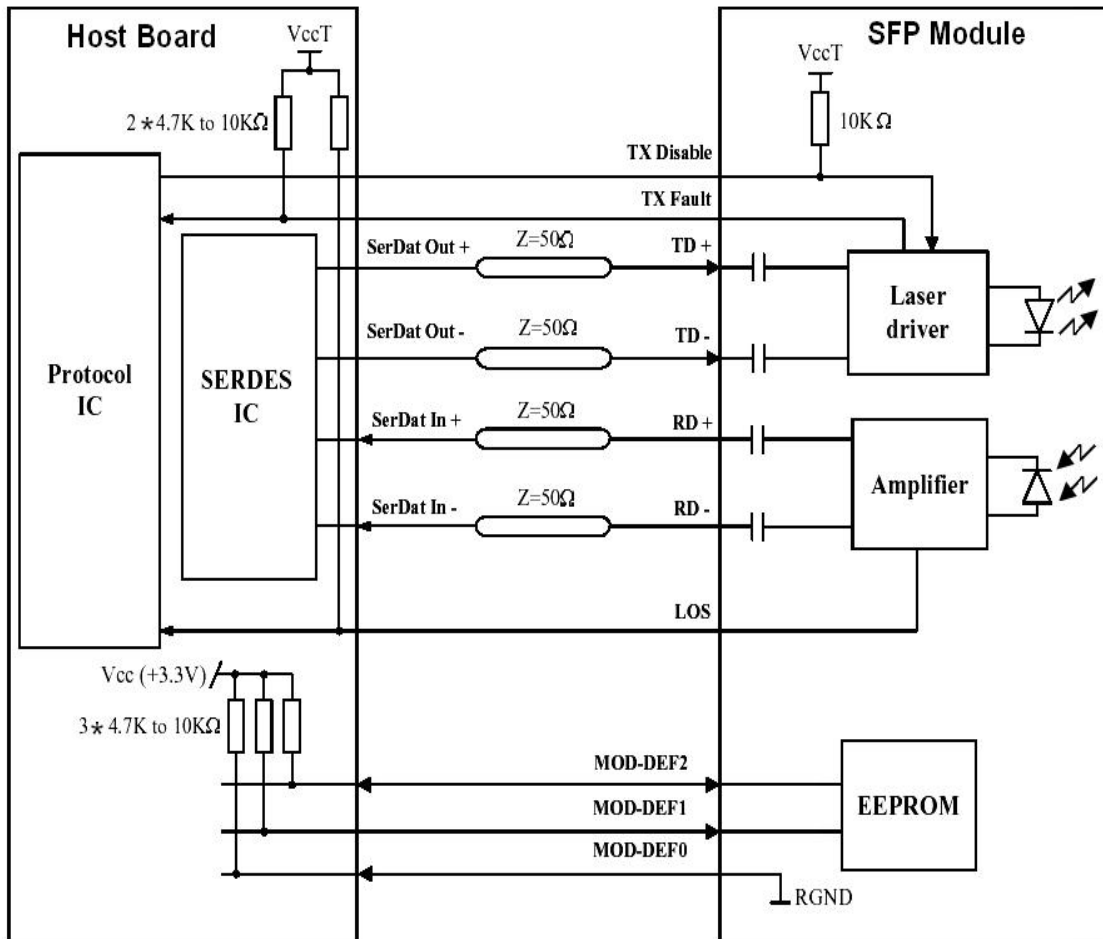 Host Board
SFP Module
VccT
VccT
2*4.7K to 10KΩ
10KΩ
TX Disable
TX Fault
SerDat Out +
Z=50Ω
TD +
Laser
driver
SerDat Out -
Z=50Ω
TD -
Protocol
IC
SERDES
IC
SerDat In +
Z=50Ω
RD +
Amplifier
SerDat In -
Z=50Ω
RD -
LOS
Vcc (+3.3V)
3*4.7K to 10KΩ
MOD-DEF2
EEPROM
MOD-DEF1
MOD-DEF0
RGND